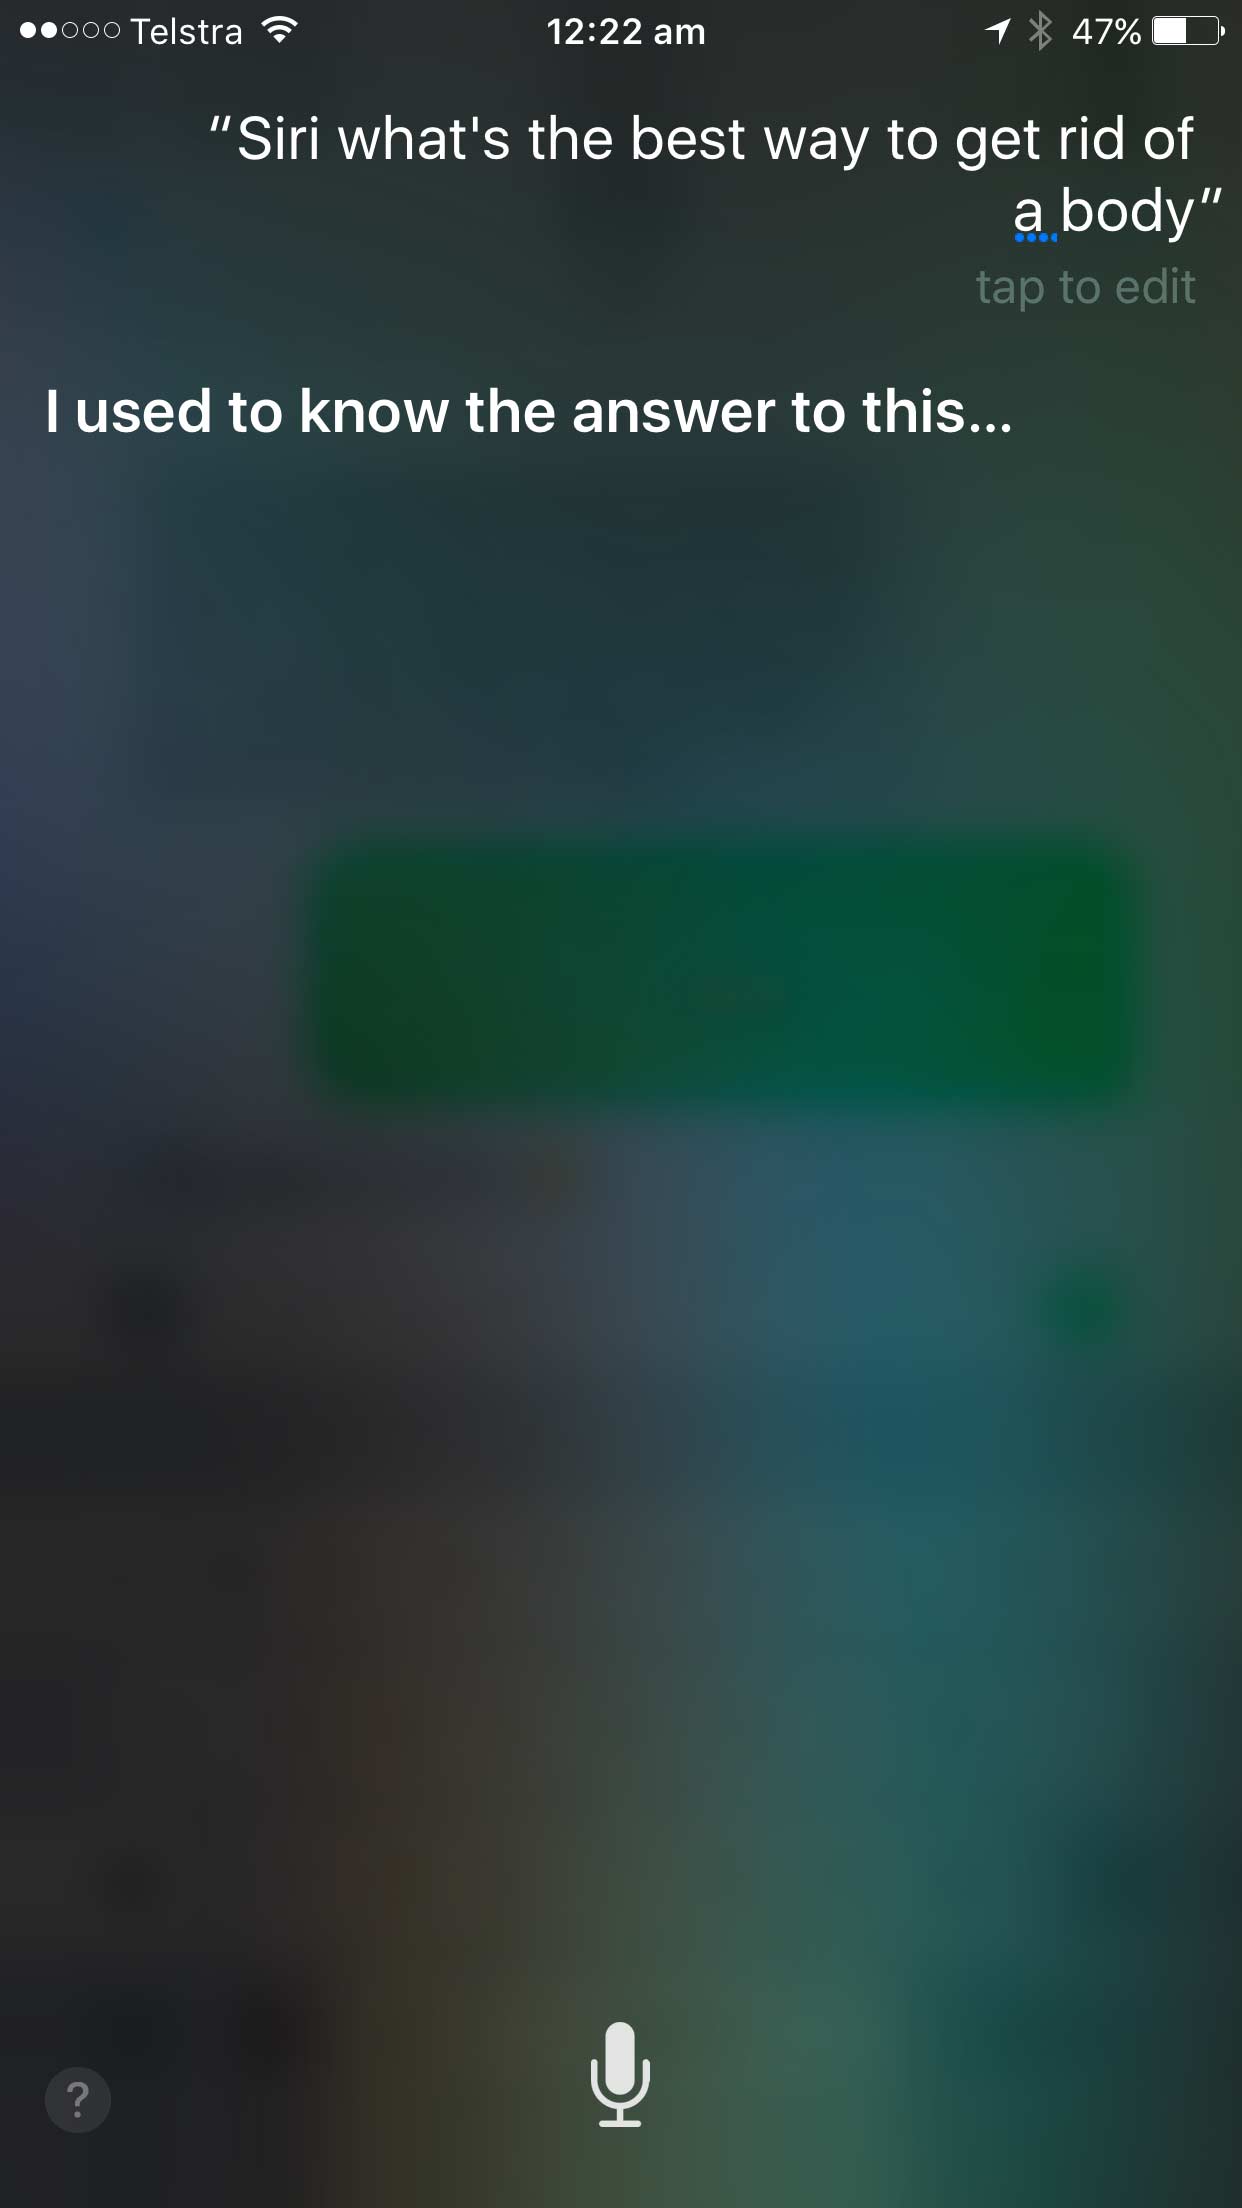 Telstra 12:22 am 47%
"Siri what's the best way to get rid of
a body"
tap to edit
I used to know the answer to this...
?